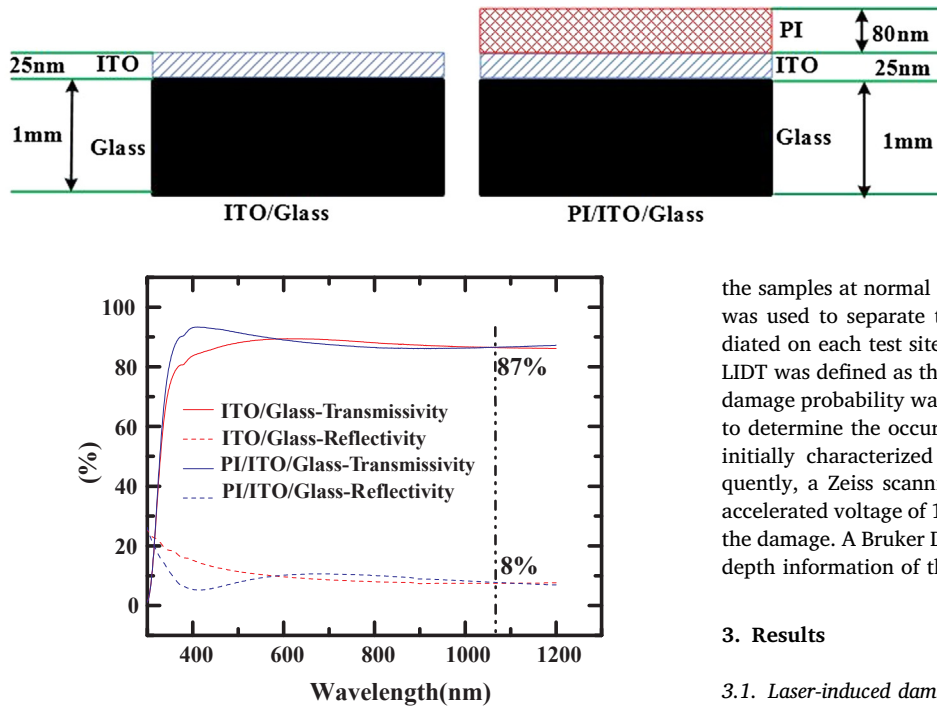 25nm ITO
1mm
Glass
ITO/Glass
PI
80nm
ITO
25nm
Glass
1mm
PI/ITO/Glass
100
80
60
40
20
0
(%)
87%
ITO/Glass-Transmissivity
ITO/Glass-Reflectivity
PI/ITO/Glass-Transmissivity
PI/ITO/Glass-Reflectivity
8%
400 600 800 1000 1200
Wavelength(nm)
the samples at normal
was used to separate t
diated on each test site
LIDT was defined as th
damage probability wa
to determine the occur
initially characterized
quently, a Zeiss scanni
accelerated voltage of 1
the damage. A Bruker D
depth information of th
3. Results
3.1. Laser-induced dam